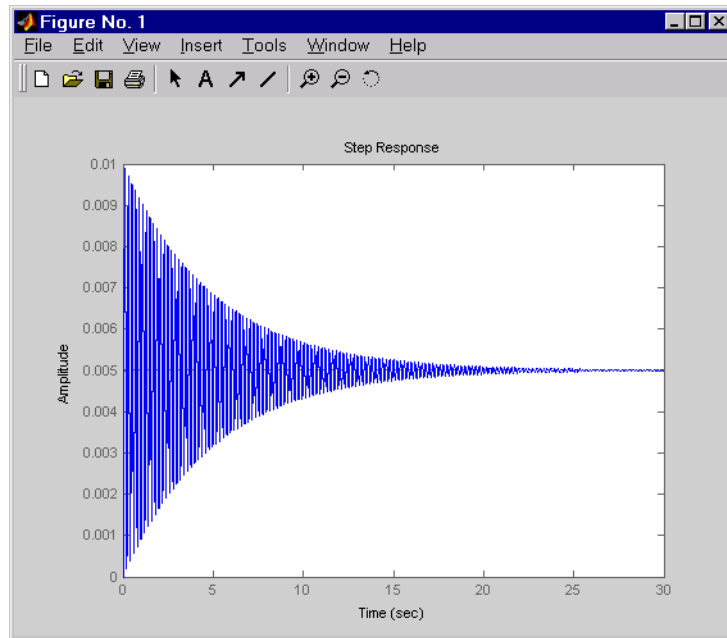 Figure No. 1
File Edit View Insert Tools Window Help
A
Step Response
0.01
0.009
0.008
0.007
0.006
0.005
0.004
0.003
0.002
0.001
0
Amplitude
0 5 10 15 20 25 30
Time (sec)